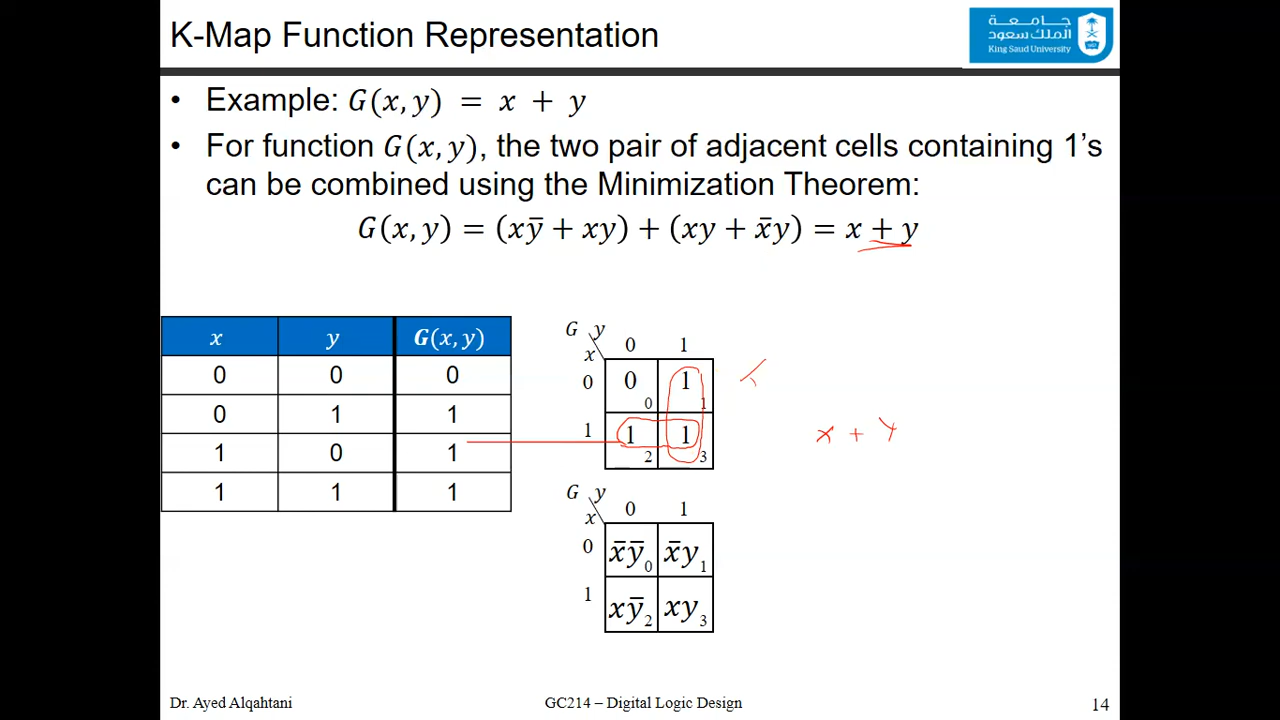 K-Map Function Representation
جامعة
الملك سعود
King Saud University
• Example: G(x, y) = x + y
• For function G(x, y), the two pair of adjacent cells containing 1's
can be combined using the Minimization Theorem:
G(x, y) = (xȳ + xy) + (xy + x̄y) = x + y
x y G(x, y)
0 0 0
0 1 1
1 0 1
1 1 1
G y
x 0 1
0 0 0 1 1
1 1 2 1 3
x + y
G y
x 0 1
0 x̄ȳ0 x̄y1
1 xȳ2 xy3
Dr. Ayed Alqahtani
GC214 – Digital Logic Design
14